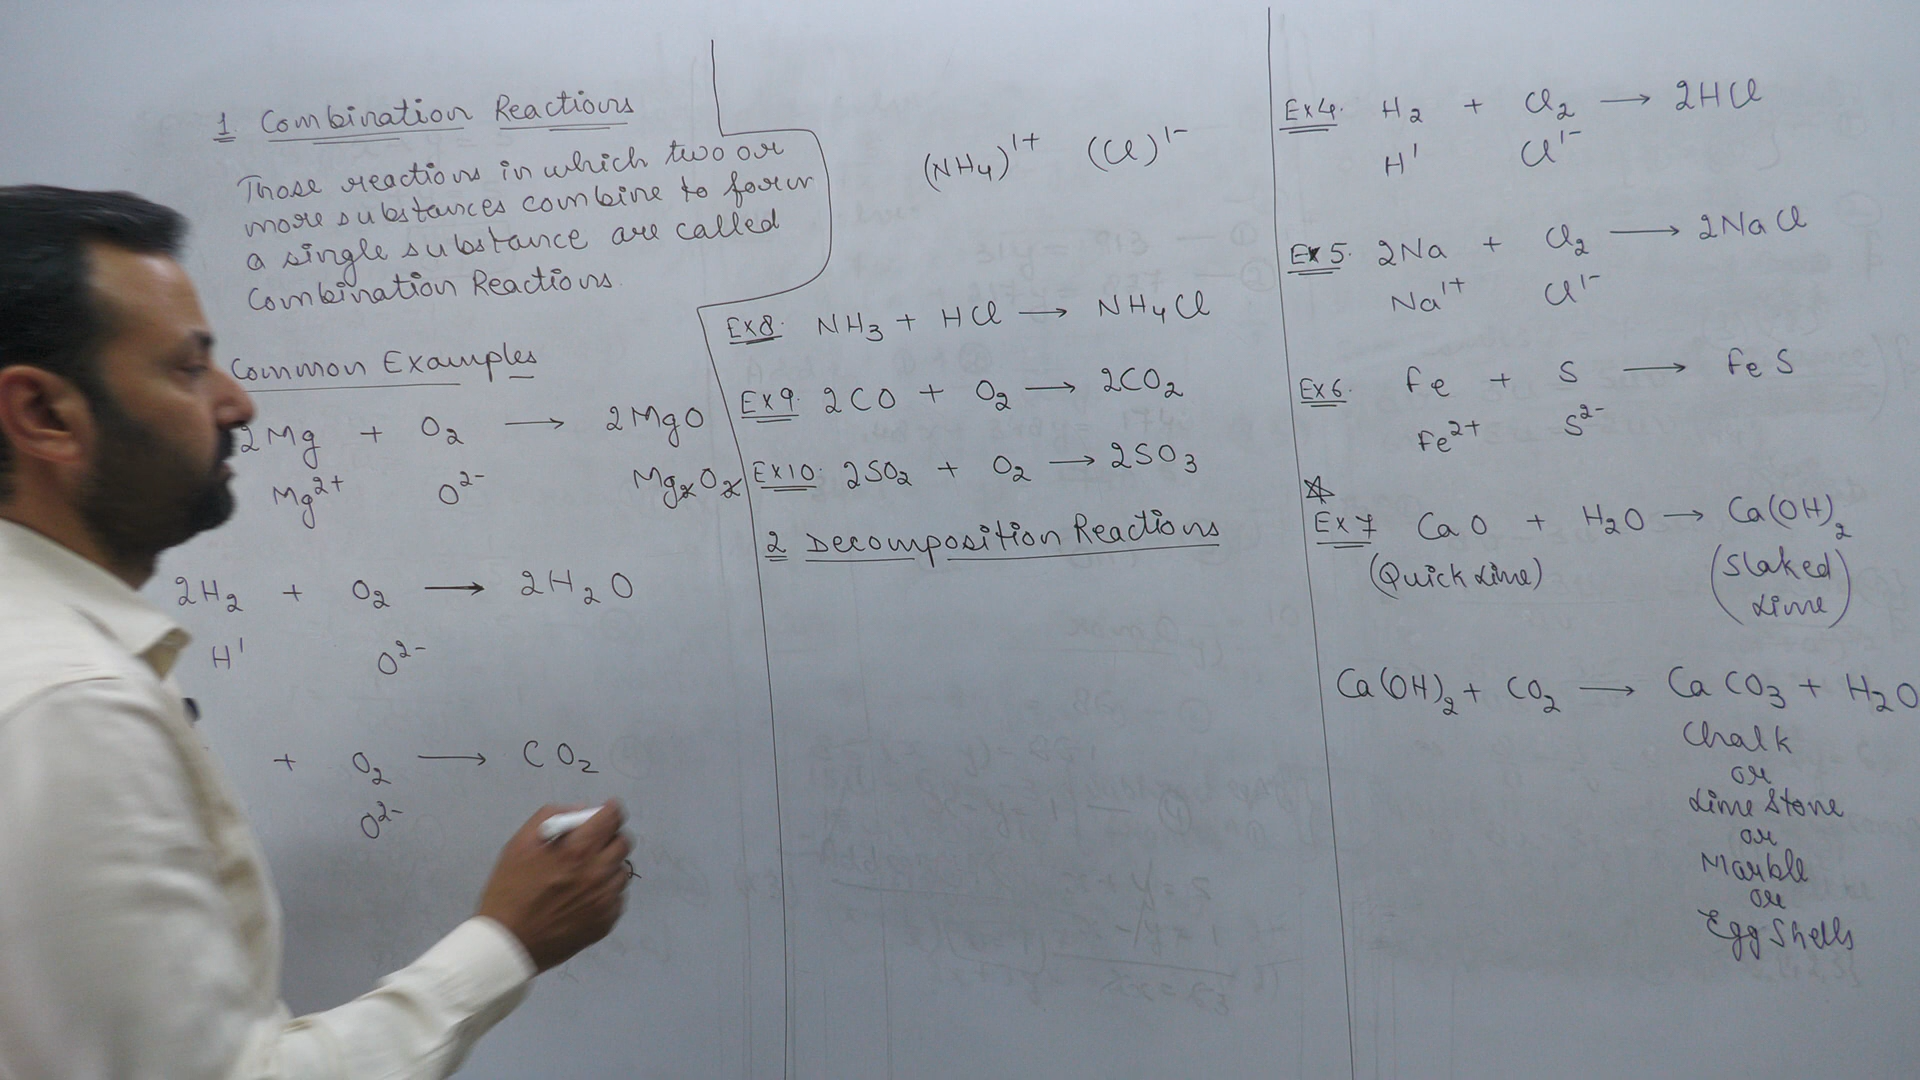 1. Combination Reactions
Those reactions in which two or
more substances combine to form
a single substance are called
Combination Reactions.
Common Examples
2Mg + O₂ → 2MgO
Mg²⁺ O²⁻ Mg₂O₂
2H₂ + O₂ → 2H₂O
H¹ O²⁻
+ O₂ → CO₂
O²⁻
2
(NH₄)¹⁺ (Cl)¹⁻
Ex8. NH₃ + HCl → NH₄Cl
Ex9. 2CO + O₂ → 2CO₂
Ex10. 2SO₂ + O₂ → 2SO₃
2 Decomposition Reactions
Ex4. H₂ + Cl₂ → 2HCl
H¹ Cl¹⁻
Ex5. 2Na + Cl₂ → 2NaCl
Na¹⁺ Cl¹⁻
Ex6. Fe + S → FeS
Fe²⁺ S²⁻
Ex7 CaO + H₂O → Ca(OH)₂
(Quick Lime) (Slaked
Lime)
Ca(OH)₂ + CO₂ → CaCO₃ + H₂O
Chalk
or
Lime Stone
or
Marble
or
Egg Shells